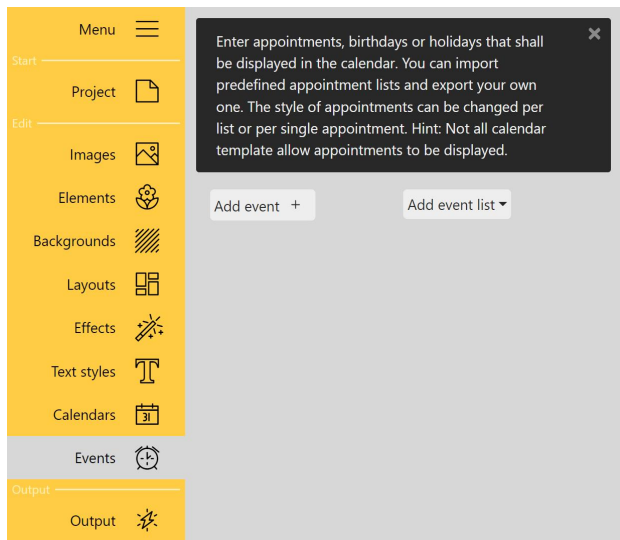 Menu
Start
Project
Edit
Images
Elements
Backgrounds
Layouts
Effects
Text styles
Calendars
31
Events
Output
Output
Enter appointments, birthdays or holidays that shall
be displayed in the calendar. You can import
predefined appointment lists and export your own
one. The style of appointments can be changed per
list or per single appointment. Hint: Not all calendar
template allow appointments to be displayed.
Add event +
Add event list